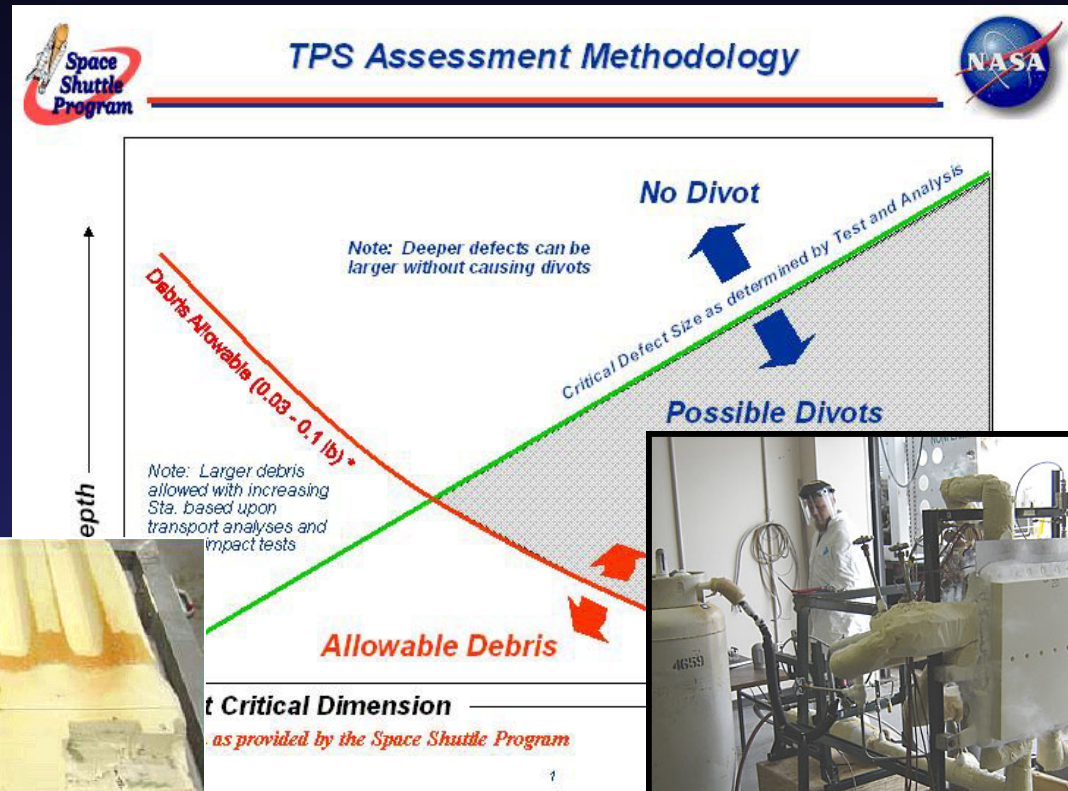 Space
Shuttle
Program
TPS Assessment Methodology
NASA
No Divot
Note: Deeper defects can be
larger without causing divots
Critical Defect Size as determined by Test and Analysis
Debris Allowable (0.03 - 0.1 lb) *
Possible Divots
Note: Larger debris
allowed with increasing
Sta. based upon
transport analyses and
impact tests
epth
Allowable Debris
t Critical Dimension
as provided by the Space Shuttle Program
1
4659